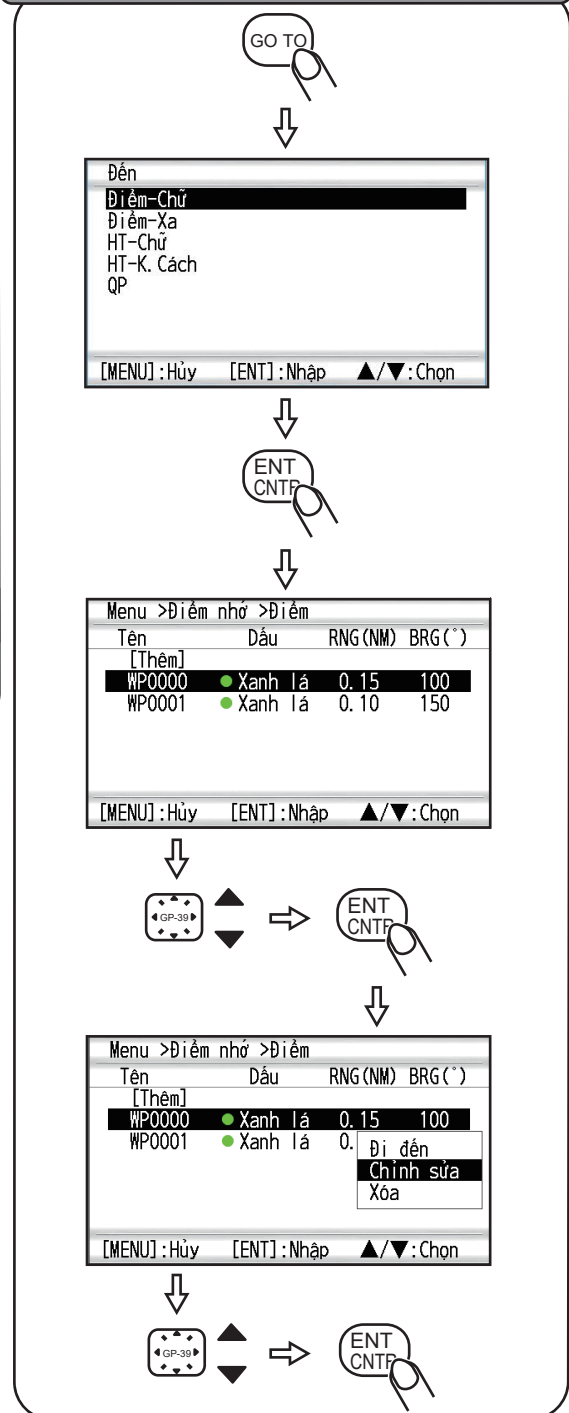 GO TO
Đến
Điểm-Chữ
Điểm-Xa
HT-Chữ
HT-K. Cách
QP
[MENU]:Hủy [ENT]:Nhập ▲/▼:Chọn
ENT
CNTR
Menu >Điểm nhớ >Điểm
Tên Dấu RNG(NM) BRG(°)
[Thêm]
WP0000 ● Xanh lá 0.15 100
WP0001 ● Xanh lá 0.10 150
[MENU]:Hủy [ENT]:Nhập ▲/▼:Chọn
GP-39
ENT
CNTR
Menu >Điểm nhớ >Điểm
Tên Dấu RNG(NM) BRG(°)
[Thêm]
WP0000 ● Xanh lá 0.15 100
WP0001 ● Xanh lá 0.
Đi đến
Chỉnh sửa
Xóa
[MENU]:Hủy [ENT]:Nhập ▲/▼:Chọn
GP-39
ENT
CNTR